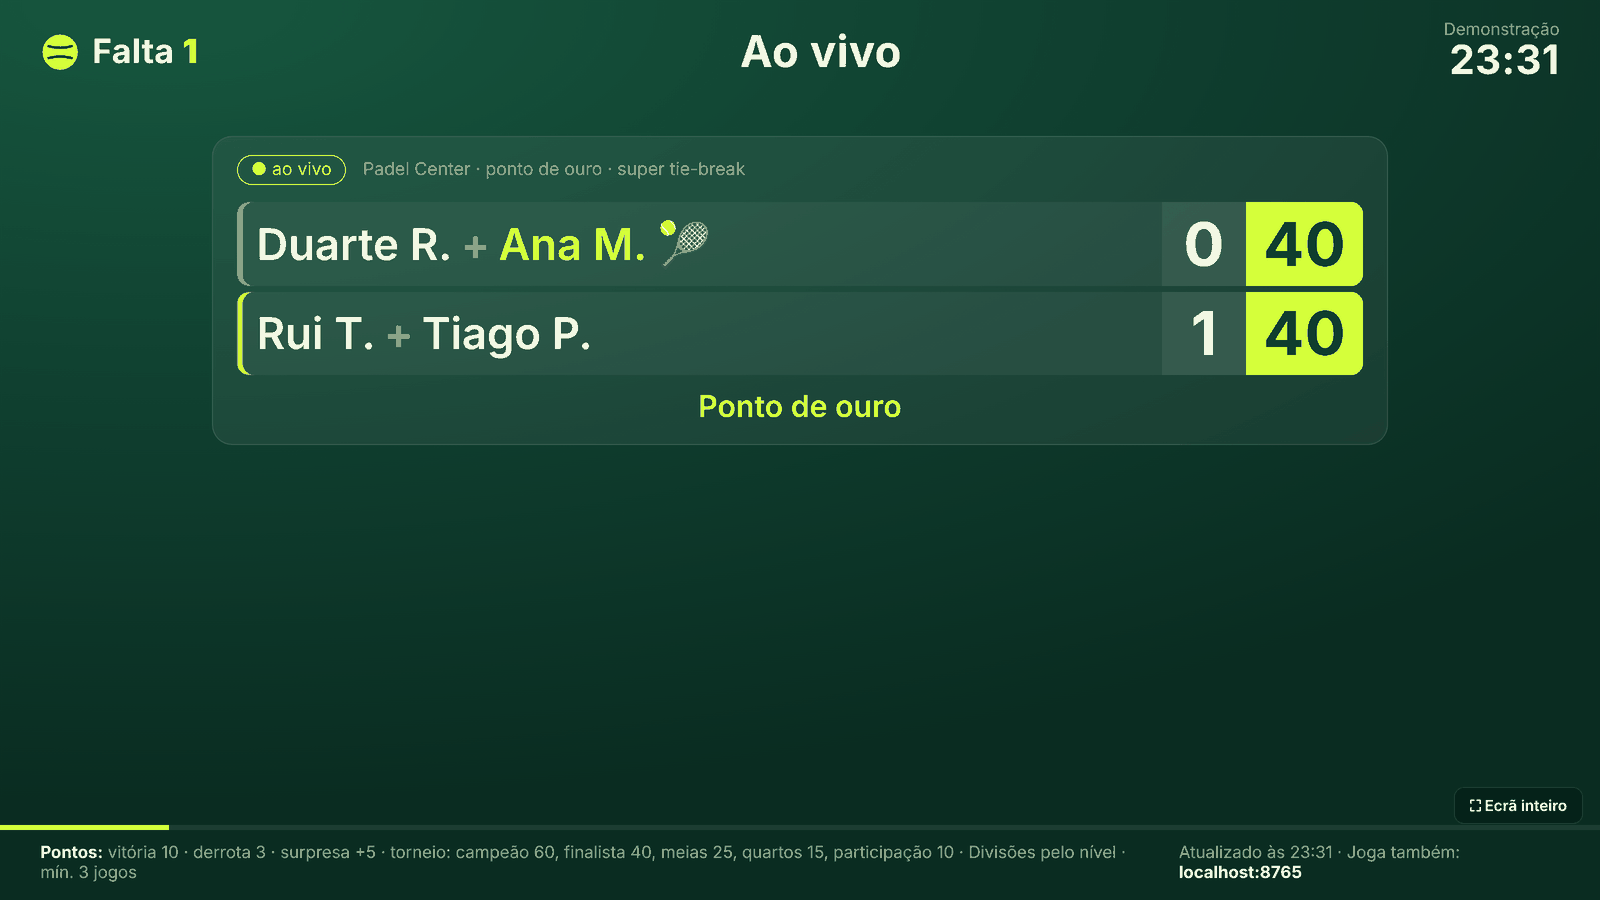 Falta 1
Ao vivo
Demonstração
23:31
ao vivo
Padel Center · ponto de ouro · super tie-break
Duarte R. + Ana M. 0 40
Rui T. + Tiago P. 1 40
Ponto de ouro
Ecrã inteiro
Pontos: vitória 10 · derrota 3 · surpresa +5 · torneio: campeão 60, finalista 40, meias 25, quartos 15, participação 10 · Divisões pelo nível ·
mín. 3 jogos
Atualizado às 23:31 · Joga também:
localhost:8765